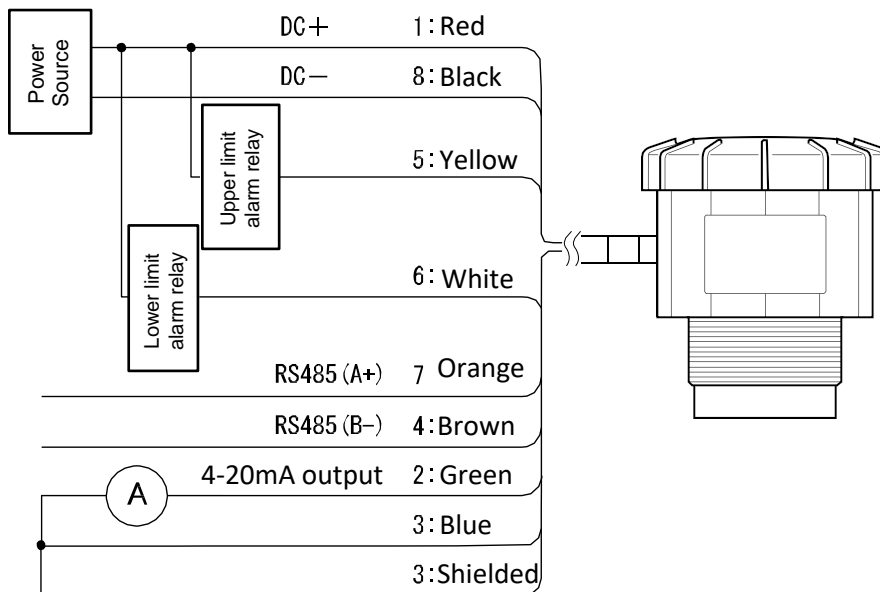 Power
Source
DC+ 1:Red
DC- 8:Black
Upper limit
alarm relay
5:Yellow
Lower limit
alarm relay
6:White
RS485(A+) 7 Orange
RS485(B-) 4:Brown
A
4-20mA output 2:Green
3:Blue
3:Shielded